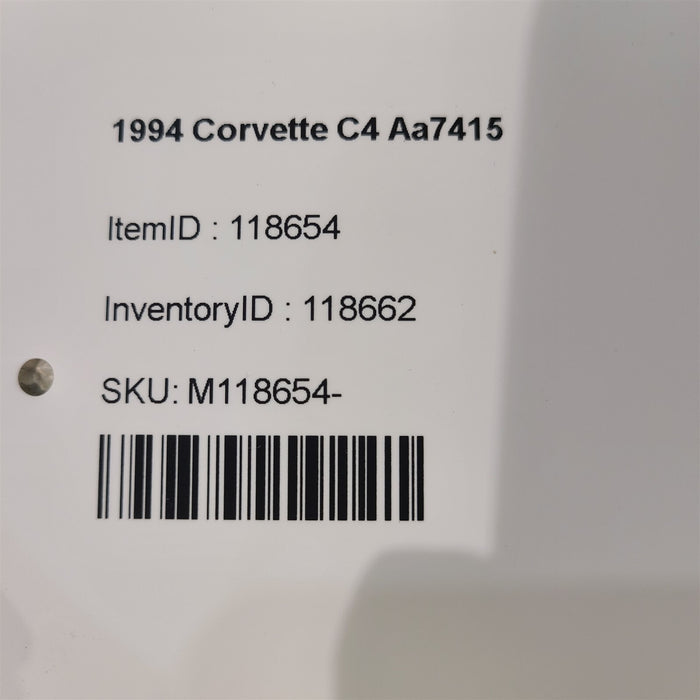 1994 Corvette C4 Aa7415
ItemID : 118654
InventoryID : 118662
SKU: M118654-